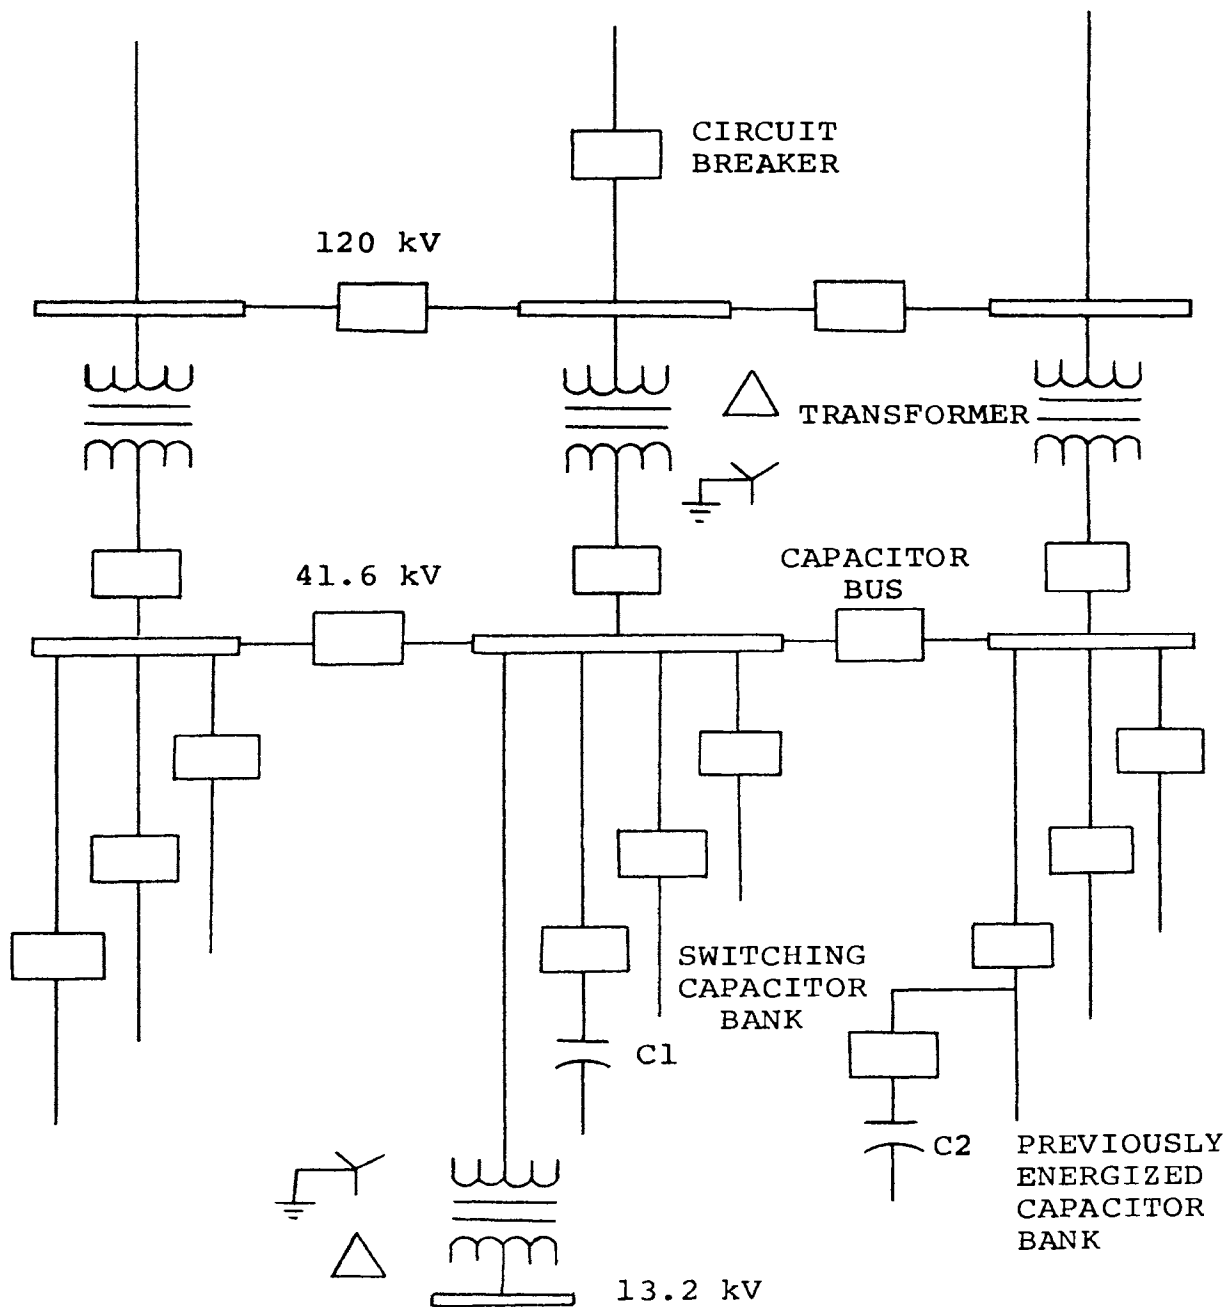 CIRCUIT
BREAKER
120 kV
TRANSFORMER
41.6 kV
CAPACITOR
BUS
SWITCHING
CAPACITOR
BANK
C1
C2
PREVIOUSLY
ENERGIZED
CAPACITOR
BANK
13.2 kV